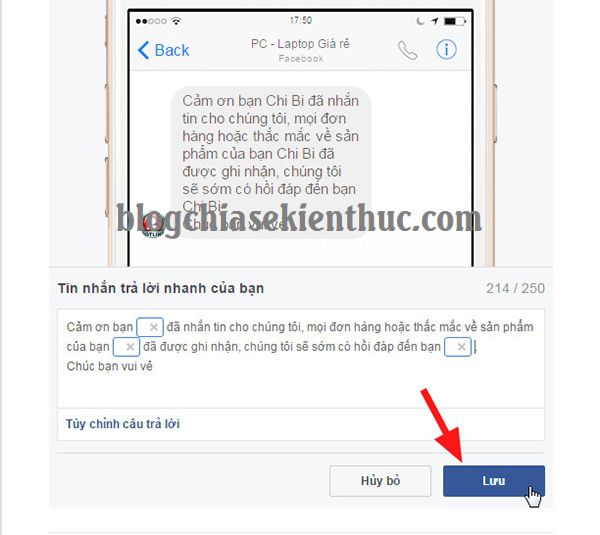 17:50
Back
PC - Laptop Giá rẻ
Facebook
Cảm ơn bạn Chi Bi đã nhắn
tin cho chúng tôi, mọi đơn
hàng hoặc thắc mắc về sản
phẩm của bạn Chi Bi đã
được ghi nhận, chúng tôi
sẽ sớm có hồi đáp đến bạn
Chi Bi
Chúc bạn vui vẻ
blogchiasekienthuc.com
HOTLINE
Tin nhắn trả lời nhanh của bạn
214 / 250
Cảm ơn bạn × đã nhắn tin cho chúng tôi, mọi đơn hàng hoặc thắc mắc về sản phẩm
của bạn × đã được ghi nhận, chúng tôi sẽ sớm có hồi đáp đến bạn ×
Chúc bạn vui vẻ
Tùy chỉnh câu trả lời
Hủy bỏ
Lưu